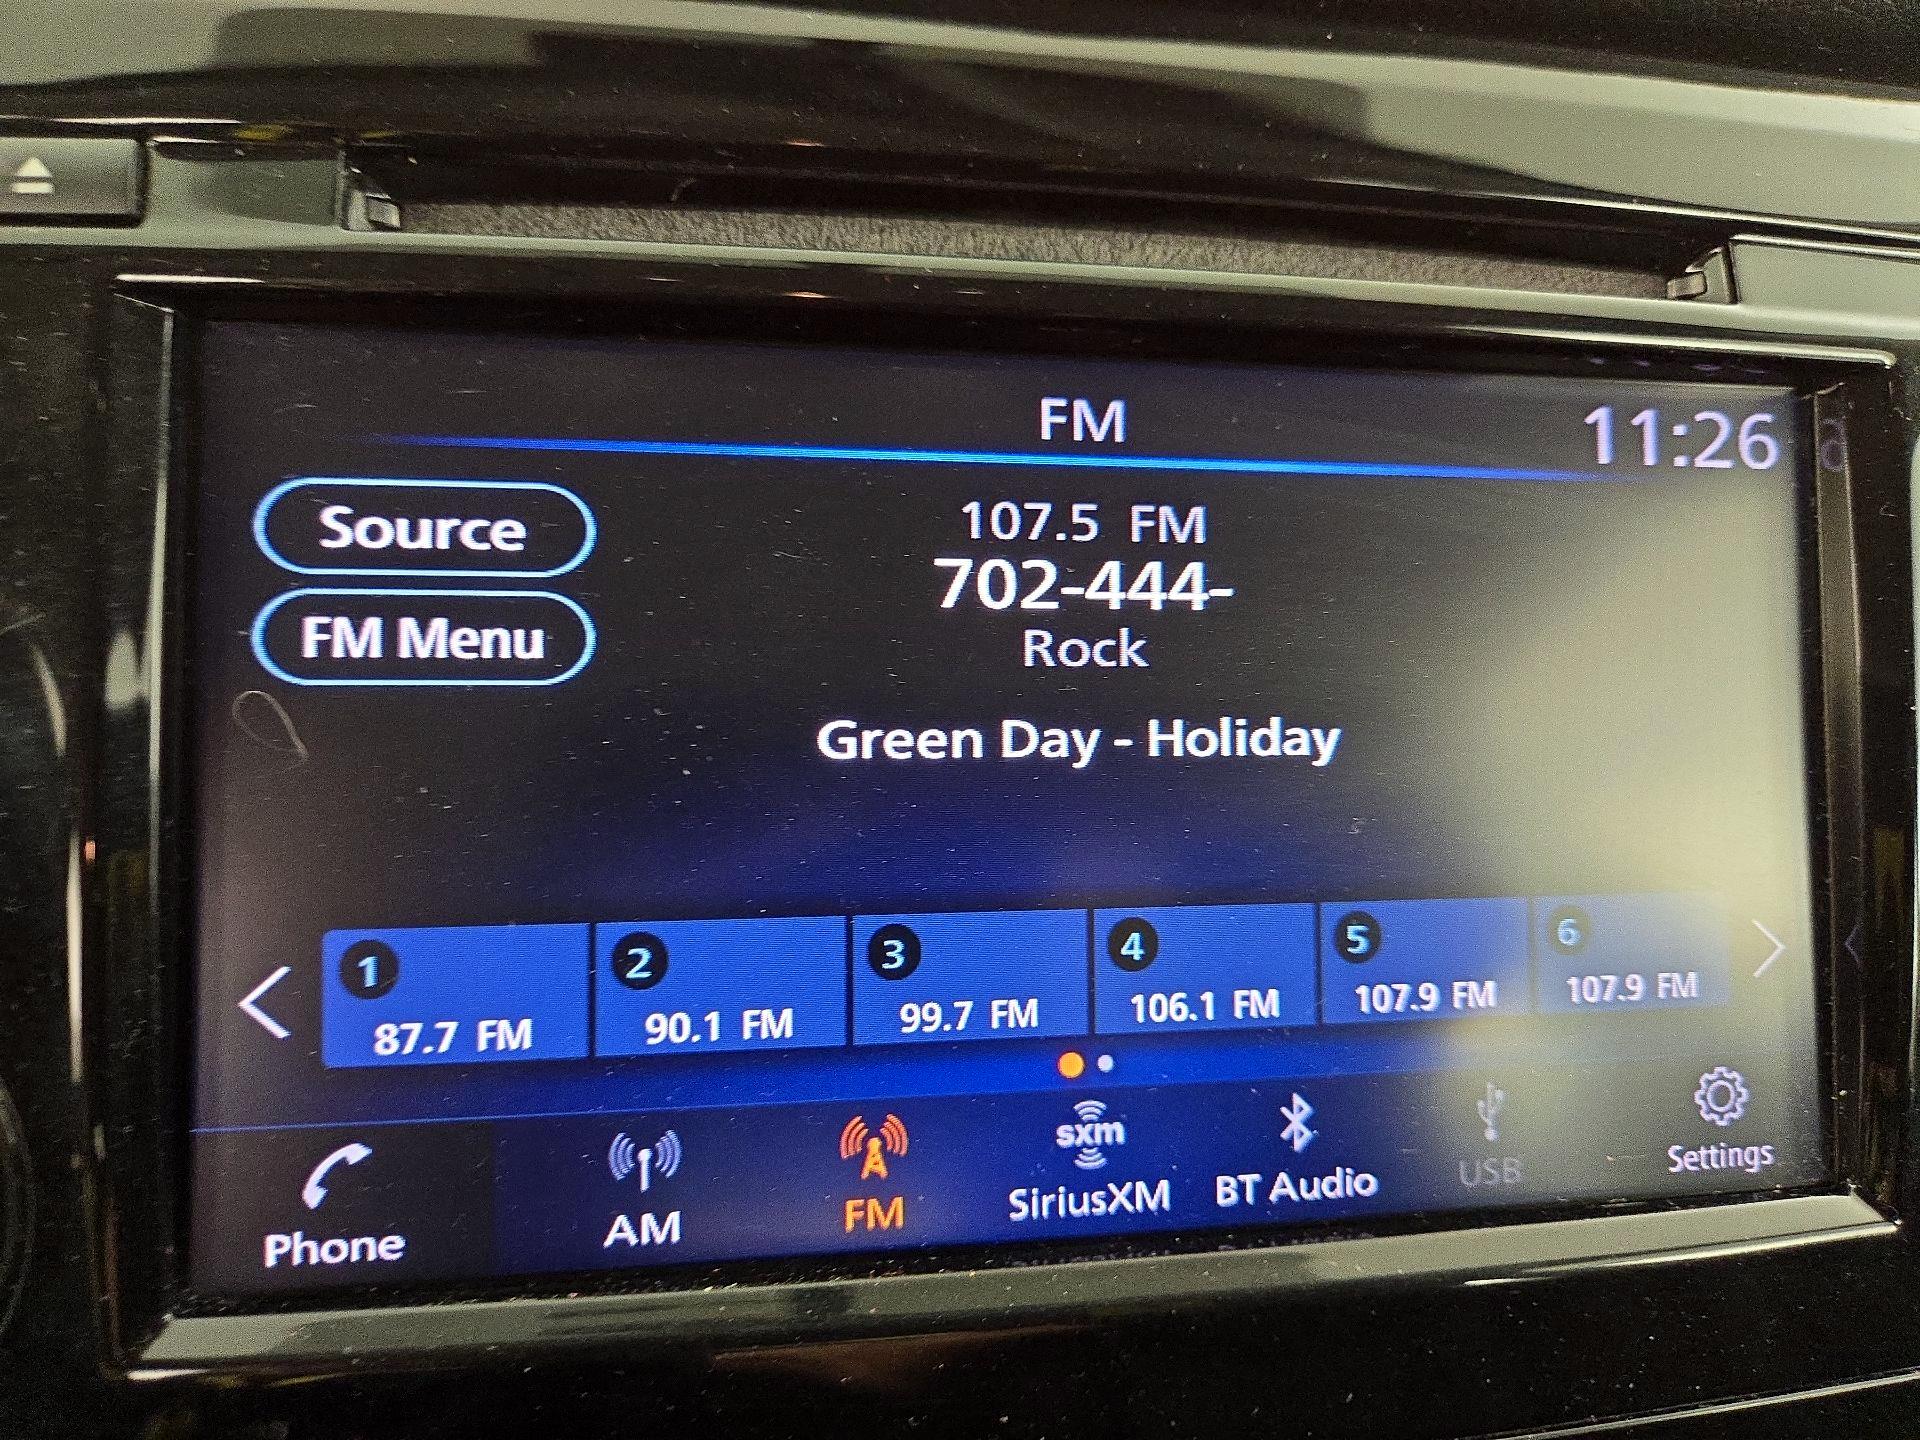 FM
11:26
Source
107.5 FM
702-444-
FM Menu
Rock
Green Day - Holiday
1
2
3
4
5
6
87.7 FM
90.1 FM
99.7 FM
106.1 FM
107.9 FM
107.9 FM
Phone
AM
FM
sxm
SiriusXM
BT Audio
USB
Settings